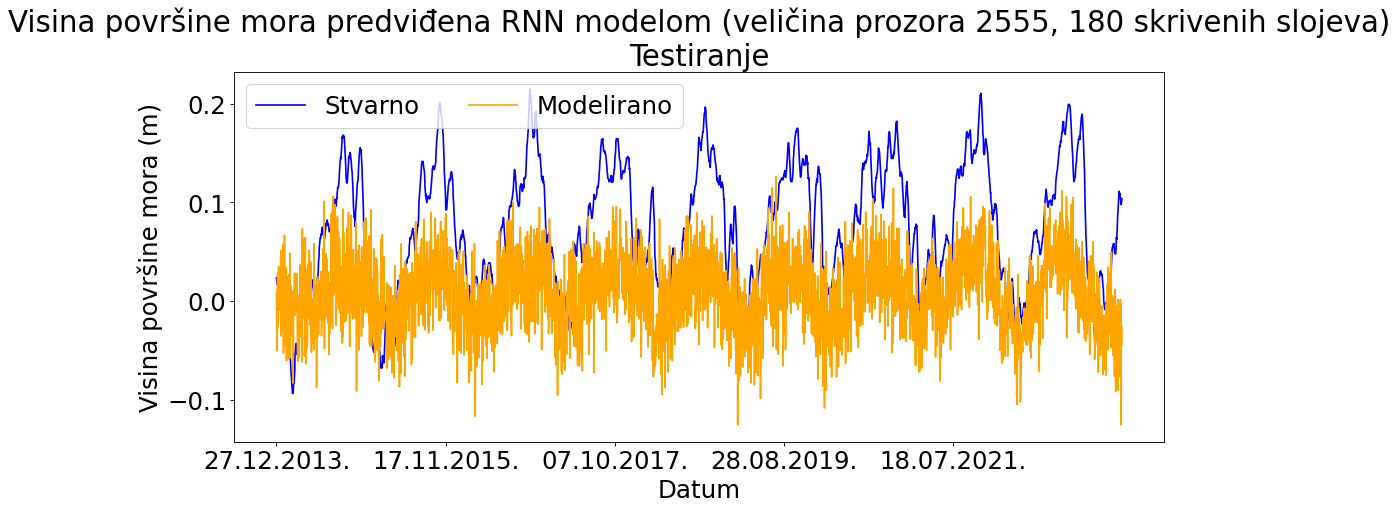 Visina površine mora predviđena RNN modelom (veličina prozora 2555, 180 skrivenih slojeva)
Testiranje
Stvarno
Modelirano
Visina površine mora (m)
0.2
0.1
0.0
−0.1
27.12.2013.
17.11.2015.
07.10.2017.
28.08.2019.
18.07.2021.
Datum